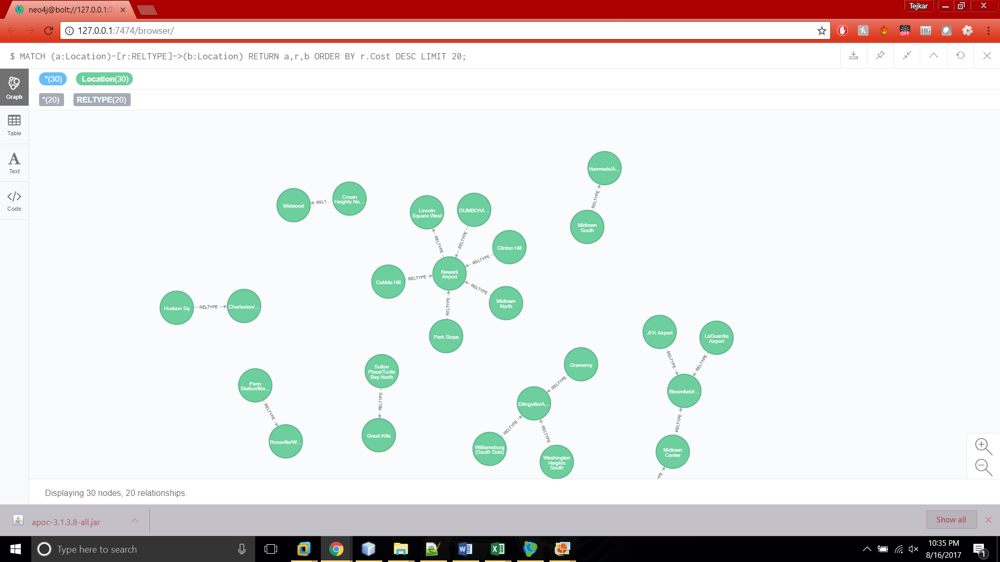 neo4j@bolt://127.0.0.1:7
Tejkar
127.0.0.1:7474/browser/
OFF
HG
$ MATCH (a:Location)-[r:RELTYPE]->(b:Location) RETURN a,r,b ORDER BY r.Cost DESC LIMIT 20;
*(30)
Location(30)
*(20)
RELTYPE(20)
Graph
Table
Text
Code
Hammels/A...
RELTYPE
Midtown
South
Midwood
RELT...
Crown
Heights No...
Lincoln
Square West
DUMBO/Vi...
RELTYPE
RELTYPE
Clinton Hill
RELTYPE
Newark
Airport
Cobble Hill
RELTYPE
RELTYPE
Midtown
North
RELTYPE
Park Slope
Hudson Sq
RELTYPE
Charleston/...
JFK Airport
LaGuardia
Airport
RELTYPE
RELTYPE
Bloomfield/...
RELTYPE
Midtown
Center
YPE
Penn
Station/Ma...
RELTYPE
Rossville/W...
Sutton
Place/Turtle
Bay North
RELTYPE
Great Kills
Gramercy
RELTYPE
Eltingville/A...
RELTYPE
RELTYPE
Williamsburg
(South Side)
Washington
Heights
South
Displaying 30 nodes, 20 relationships.
apoc-3.1.3.8-all.jar
Show all
Type here to search
10:35 PM
8/16/2017
1